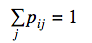 ∑_j p_ij = 1